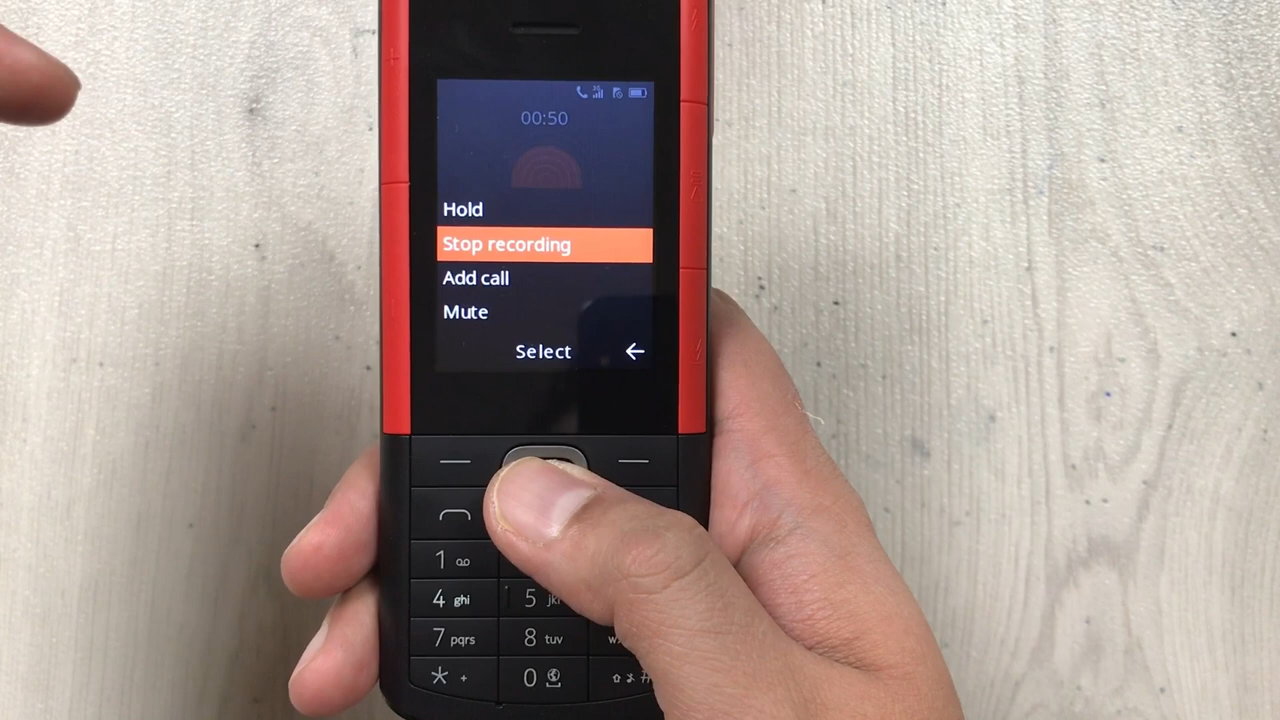 00:50
Hold
Stop recording
Add call
Mute
Select
1
4 ghi 5
7 pqrs 8 tuv
* + 0